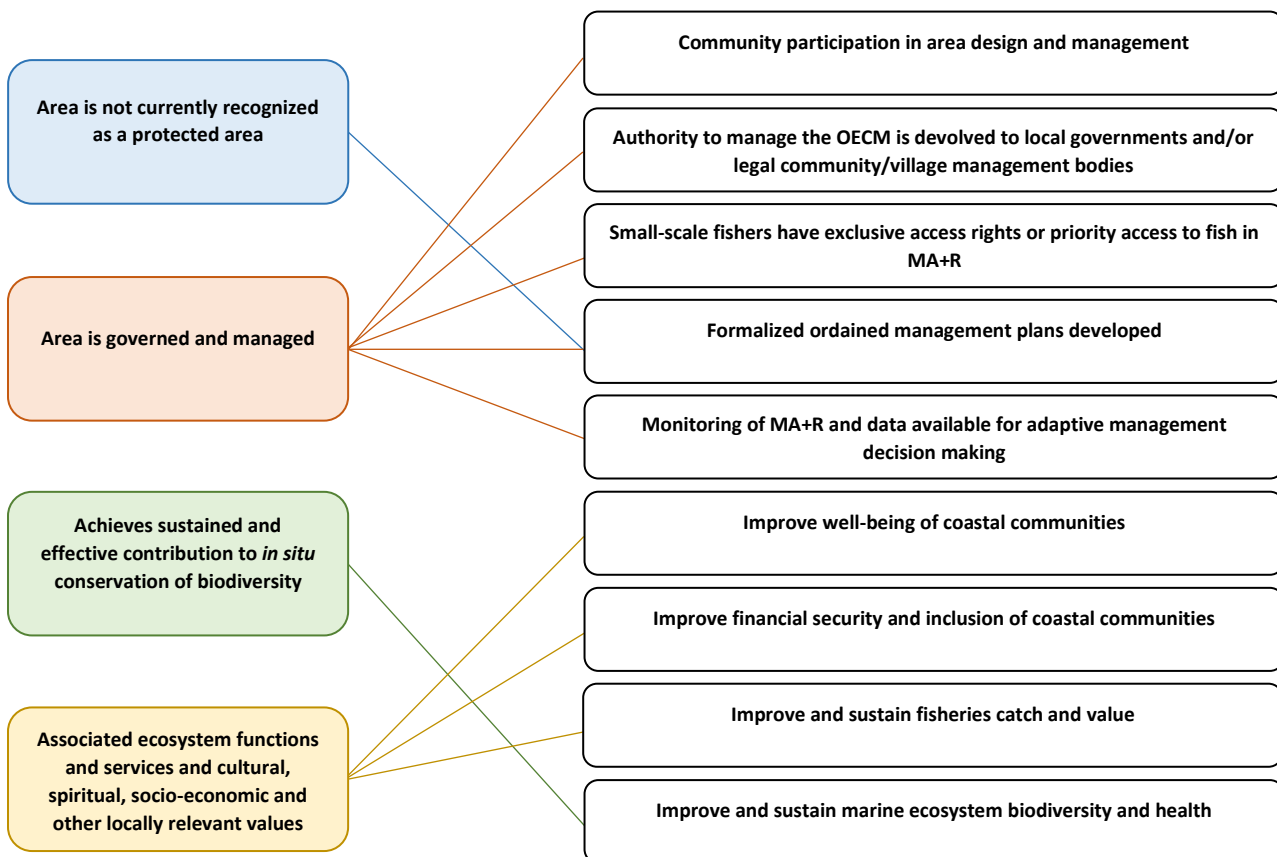 Area is not currently recognized
as a protected area
Area is governed and managed
Achieves sustained and
effective contribution to in situ
conservation of biodiversity
Associated ecosystem functions
and services and cultural,
spiritual, socio-economic and
other locally relevant values
Community participation in area design and management
Authority to manage the OECM is devolved to local governments and/or
legal community/village management bodies
Small-scale fishers have exclusive access rights or priority access to fish in
MA+R
Formalized ordained management plans developed
Monitoring of MA+R and data available for adaptive management
decision making
Improve well-being of coastal communities
Improve financial security and inclusion of coastal communities
Improve and sustain fisheries catch and value
Improve and sustain marine ecosystem biodiversity and health